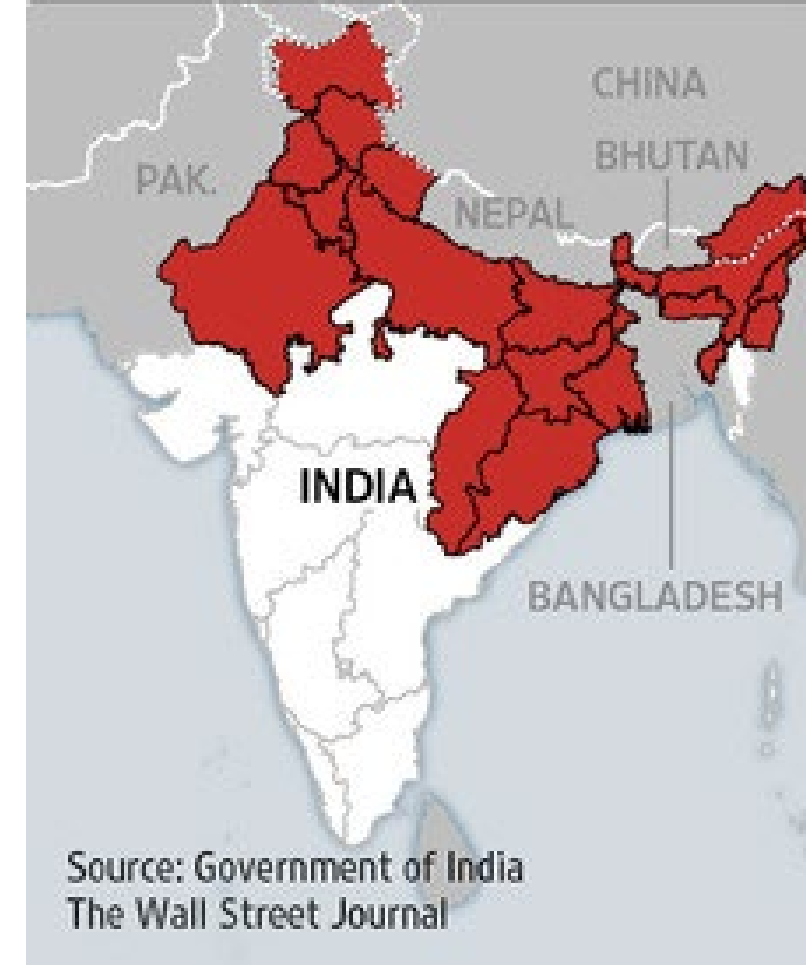 CHINA
BHUTAN
PAK.
NEPAL
INDIA
BANGLADESH
Source: Government of India
The Wall Street Journal